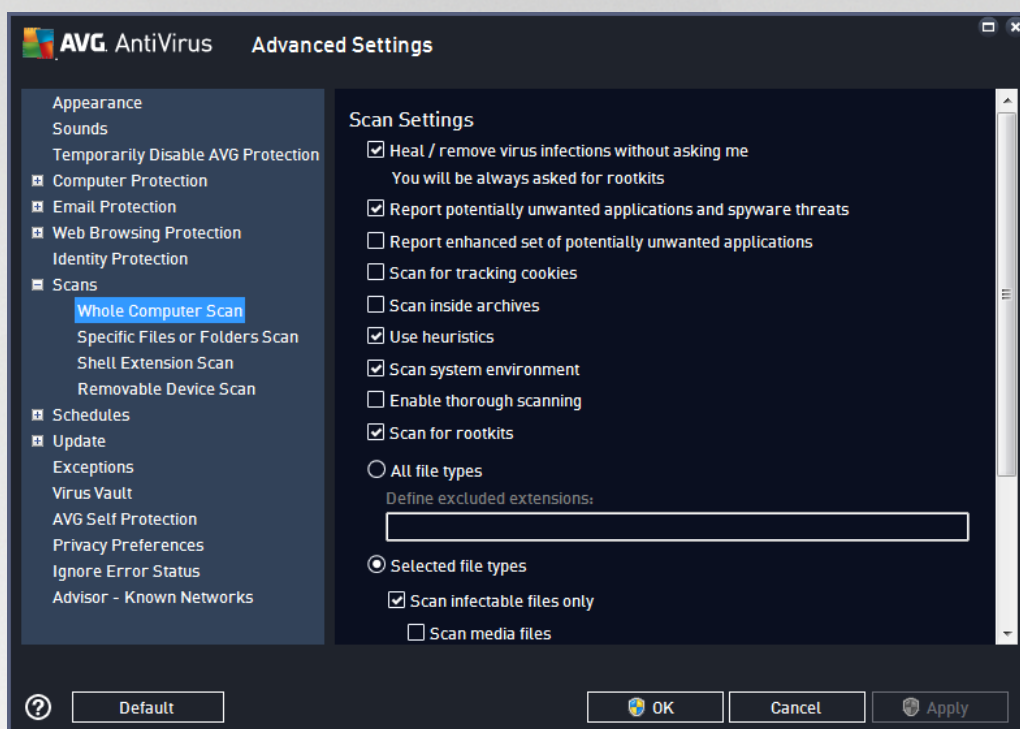 AVG. AntiVirus Advanced Settings
Appearance
Sounds
Temporarily Disable AVG Protection
Computer Protection
Email Protection
Web Browsing Protection
Identity Protection
Scans
Whole Computer Scan
Specific Files or Folders Scan
Shell Extension Scan
Removable Device Scan
Schedules
Update
Exceptions
Virus Vault
AVG Self Protection
Privacy Preferences
Ignore Error Status
Advisor - Known Networks
Scan Settings
Heal / remove virus infections without asking me
You will be always asked for rootkits
Report potentially unwanted applications and spyware threats
Report enhanced set of potentially unwanted applications
Scan for tracking cookies
Scan inside archives
Use heuristics
Scan system environment
Enable thorough scanning
Scan for rootkits
All file types
Define excluded extensions:
Selected file types
Scan infectable files only
Scan media files
? Default OK Cancel Apply